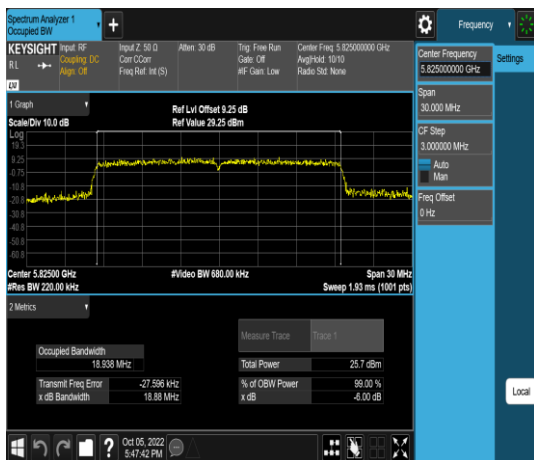 Spectrum Analyzer 1
Occupied BW
Frequency
KEYSIGHT
R L
LXI
Input: RF
Coupling: DC
Align: Off
Input Z: 50 Ω
Corr CCorr
Freq Ref: Int (S)
Atten: 30 dB
Trig: Free Run
Gate: Off
#IF Gain: Low
Center Freq: 5.825000000 GHz
Avg|Hold: 10/10
Radio Std: None
Center Frequency
5.825000000 GHz
Settings
Span
30.000 MHz
CF Step
3.000000 MHz
Auto
Man
Freq Offset
0 Hz
Local
1 Graph
Scale/Div 10.0 dB
Ref Lvl Offset 9.25 dB
Ref Value 29.25 dBm
Log
19.3
9.25
-0.75
-10.8
-20.8
-30.8
-40.8
-50.8
-60.8
Center 5.82500 GHz
#Video BW 680.00 kHz
Span 30 MHz
#Res BW 220.00 kHz
Sweep 1.93 ms (1001 pts)
2 Metrics
Measure Trace
Trace 1
Occupied Bandwidth
18.938 MHz
Total Power
25.7 dBm
Transmit Freq Error
-27.596 kHz
% of OBW Power
99.00 %
x dB Bandwidth
18.88 MHz
x dB
-6.00 dB
?
Oct 05, 2022
5:47:42 PM